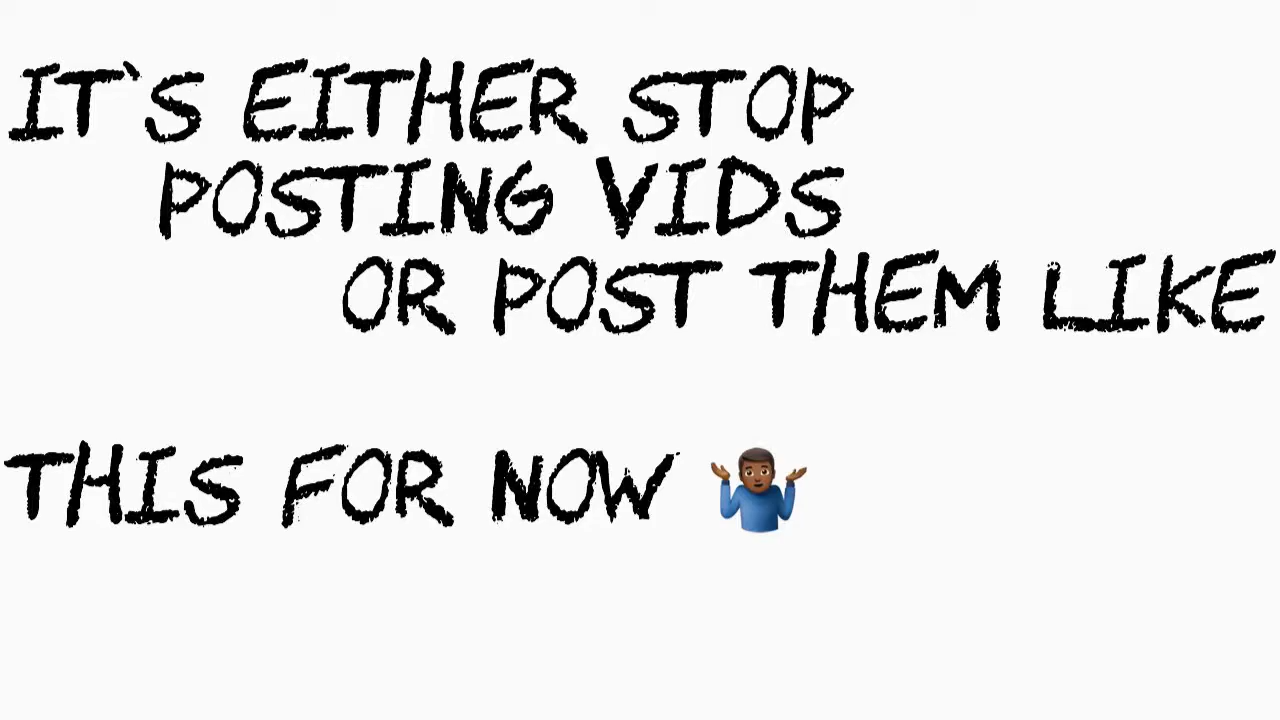 IT`S EITHER STOP
POSTING VIDS
OR POST THEM LIKE
THIS FOR NOW 🤷🏾‍♂️